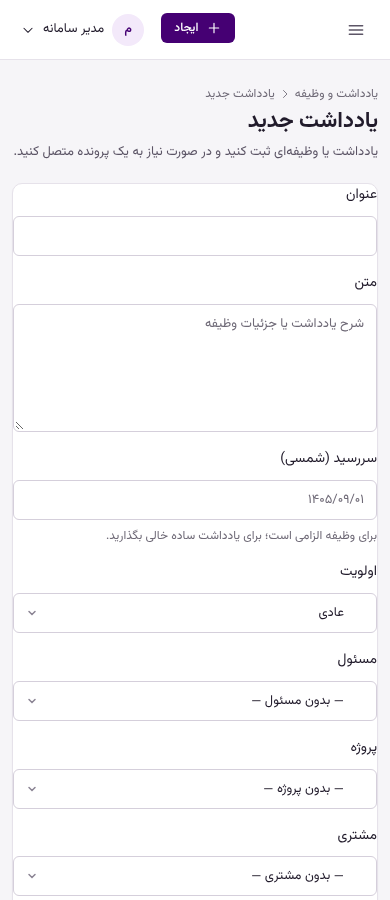 ایجاد
م
مدیر سامانه
یادداشت و وظیفه
یادداشت جدید
یادداشت جدید
یادداشت یا وظیفه‌ای ثبت کنید و در صورت نیاز به یک پرونده متصل کنید.
عنوان
متن
شرح یادداشت یا جزئیات وظیفه
سررسید (شمسی)
۱۴۰۵/۰۹/۰۱
برای وظیفه الزامی است؛ برای یادداشت ساده خالی بگذارید.
اولویت
عادی
مسئول
— بدون مسئول —
پروژه
— بدون پروژه —
مشتری
— بدون مشتری —